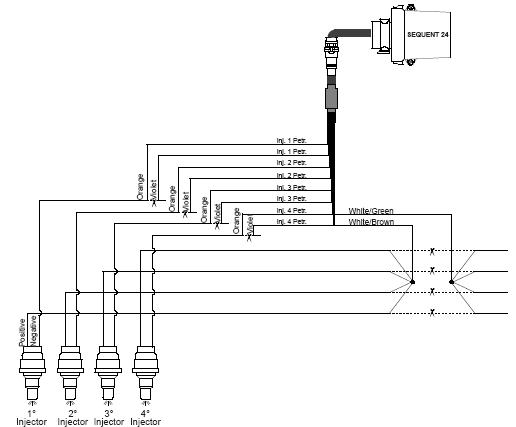 SEQUENT 24
Inj. 1 Petr.
Inj. 1 Petr.
Inj. 2 Petr.
Inj. 2 Petr.
Inj. 3 Petr.
Inj. 3 Petr.
Inj. 4 Petr.
Inj. 4 Petr.
Orange
Violet
Orange
Violet
Orange
Violet
Orange
Violet
White/Green
White/Brown
Positive
Negative
1° Injector
2° Injector
3° Injector
4° Injector